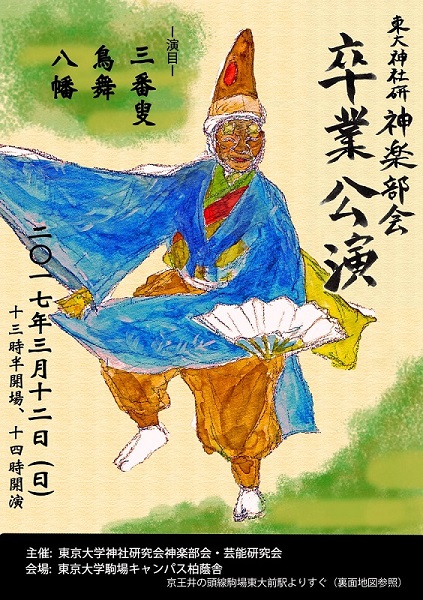 東大神社研
神楽部会
卒業公演
―演目―
三番叟
鳥舞
八幡
二〇一七年三月十二日(日)
十三時半開場、十四時開演
主催: 東京大学神社研究会神楽部会・芸能研究会
会場: 東京大学駒場キャンパス柏蔭舎
京王井の頭線駒場東大前駅よりすぐ(裏面地図参照)